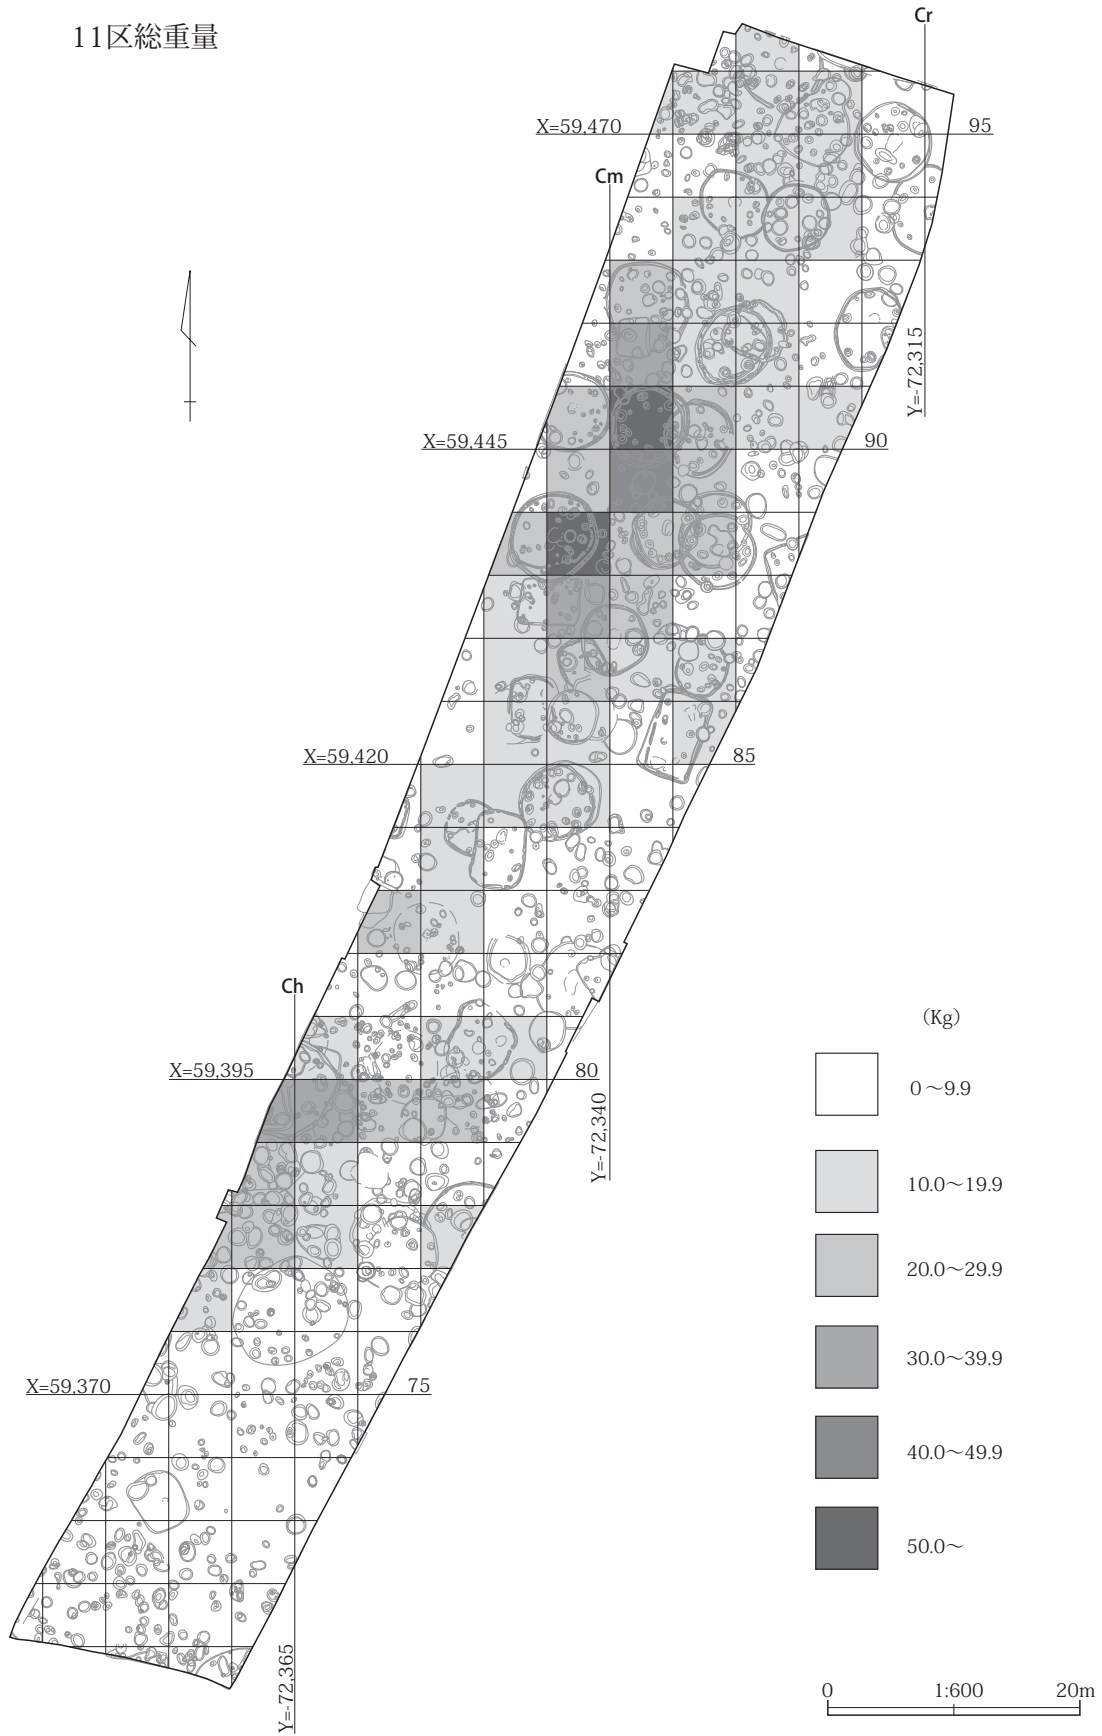 11区総重量
Cr
X=59,470
95
Cm
Y=-72,315
X=59,445
90
X=59,420
85
Ch
(Kg)
X=59,395
80
0～9.9
Y=-72,340
10.0～19.9
20.0～29.9
30.0～39.9
X=59,370
75
40.0～49.9
50.0～
Y=-72,365
0 1:600 20m